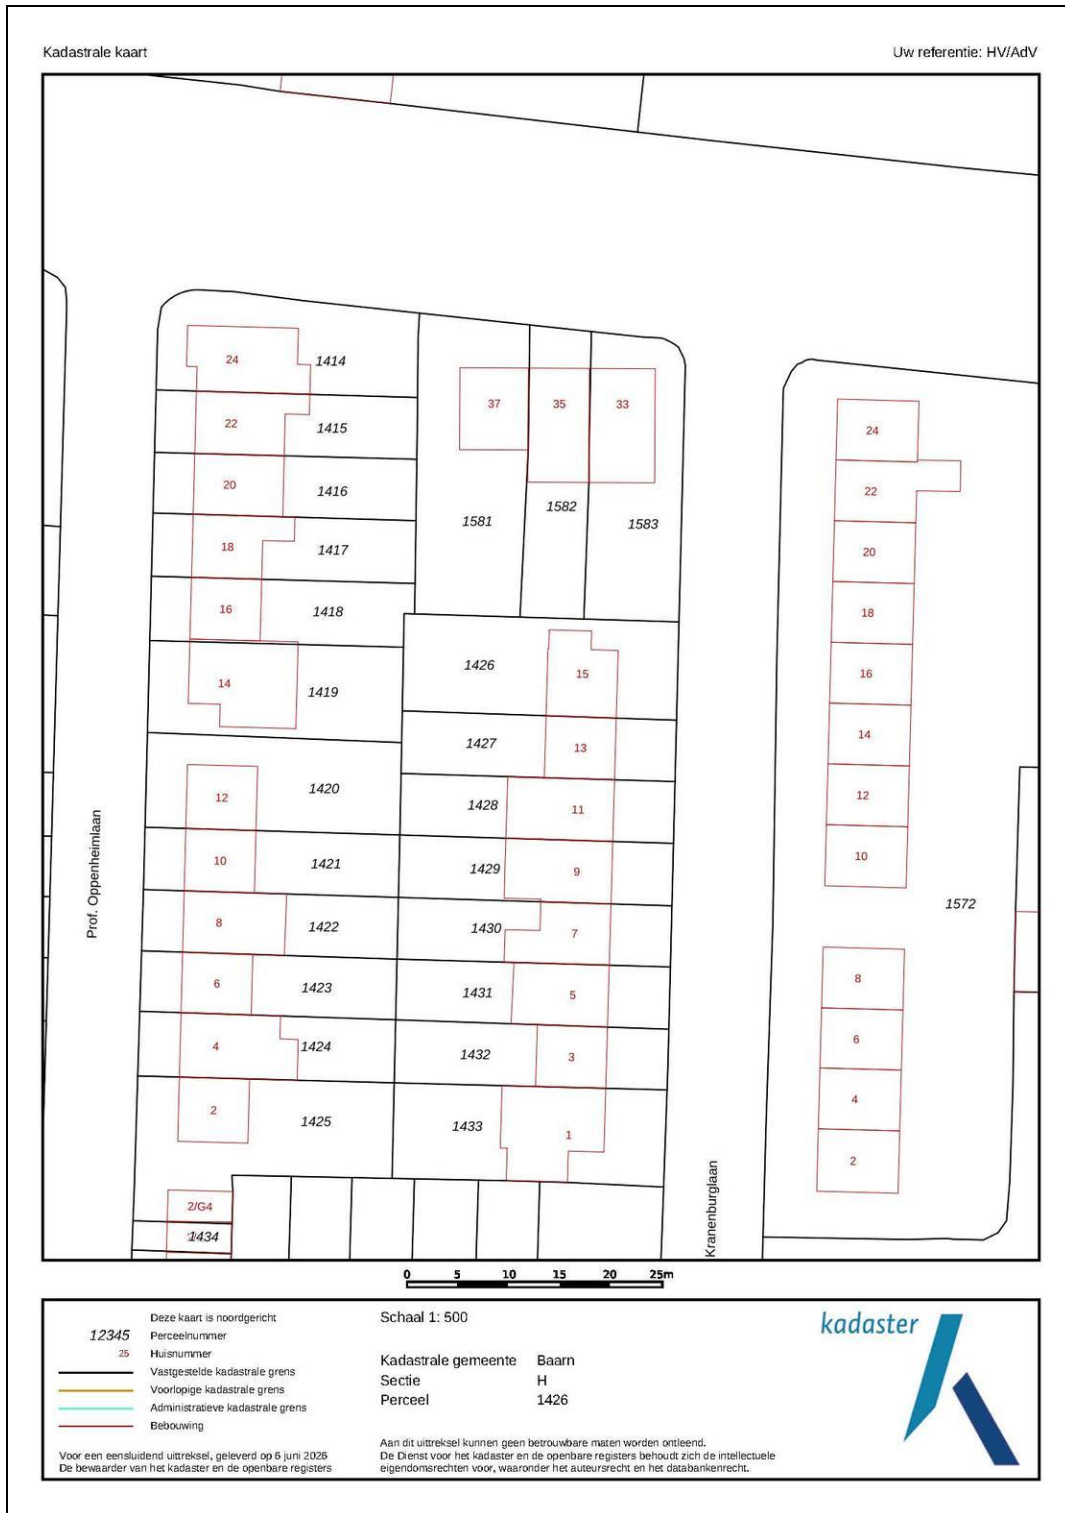 Kadastrale kaart
Uw referentie: HV/AdV
24
1414
22
1415
20
1416
18
1417
16
1418
14
1419
37
35
33
1581
1582
1583
24
22
20
18
16
14
12
10
1572
8
6
4
2
1426
15
1427
13
1428
11
1429
9
1430
7
1431
5
1432
3
1433
1
12
1420
10
1421
8
1422
6
1423
4
1424
2
1425
2/G4
1434
Prof. Oppenheimlaan
Kranenburglaan
0 5 10 15 20 25m
Deze kaart is noordgericht
12345 Perceelnummer
25 Huisnummer
Vastgestelde kadastrale grens
Voorlopige kadastrale grens
Administratieve kadastrale grens
Bebouwing
Voor een eensluidend uittreksel, geleverd op 6 juni 2026
De bewaarder van het kadaster en de openbare registers
Schaal 1: 500
Kadastrale gemeente Baarn
Sectie H
Perceel 1426
Aan dit uittreksel kunnen geen betrouwbare maten worden ontleend.
De Dienst voor het kadaster en de openbare registers behoudt zich de intellectuele
eigendomsrechten voor, waaronder het auteursrecht en het databankenrecht.
kadaster